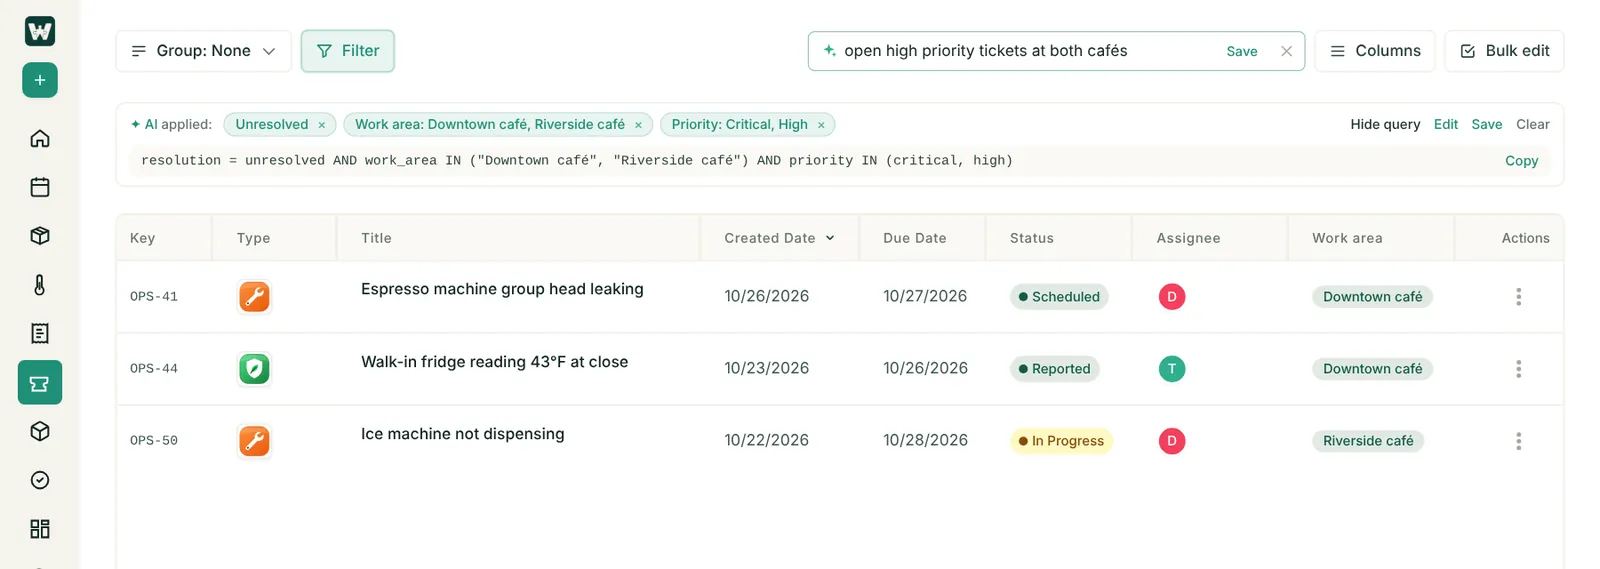 W
+
Group: None
Filter
open high priority tickets at both cafés
Save
Columns
Bulk edit
AI applied:
Unresolved ×
Work area: Downtown café, Riverside café ×
Priority: Critical, High ×
Hide query
Edit
Save
Clear
resolution = unresolved AND work_area IN ("Downtown café", "Riverside café") AND priority IN (critical, high)
Copy
Key Type Title Created Date Due Date Status Assignee Work area Actions
OPS-41 Espresso machine group head leaking 10/26/2026 10/27/2026 Scheduled D Downtown café
OPS-44 Walk-in fridge reading 43°F at close 10/23/2026 10/26/2026 Reported T Downtown café
OPS-50 Ice machine not dispensing 10/22/2026 10/28/2026 In Progress D Riverside café